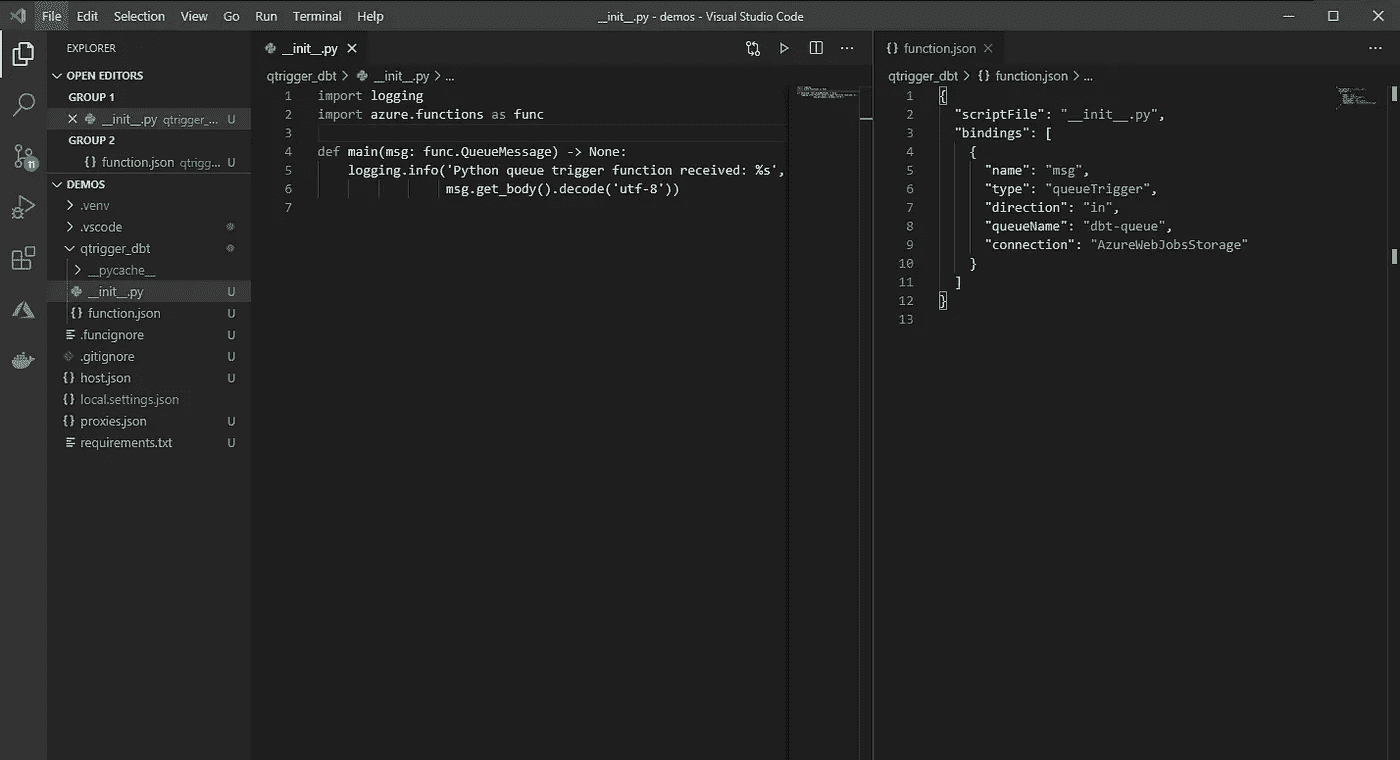 File Edit Selection View Go Run Terminal Help
__init__.py - demos - Visual Studio Code
EXPLORER
OPEN EDITORS
GROUP 1
__init__.py qtrigger_... U
GROUP 2
{} function.json qtrigg... U
DEMOS
.venv
.vscode
qtrigger_dbt
__pycache__
__init__.py U
{} function.json U
.funcignore U
.gitignore U
{} host.json U
{} local.settings.json
{} proxies.json U
requirements.txt U
11
__init__.py
qtrigger_dbt > __init__.py > ...
1 import logging
2 import azure.functions as func
3
4 def main(msg: func.QueueMessage) -> None:
5 logging.info('Python queue trigger function received: %s',
6 msg.get_body().decode('utf-8'))
7
{} function.json
qtrigger_dbt > {} function.json > ...
1 {
2 "scriptFile": "__init__.py",
3 "bindings": [
4 {
5 "name": "msg",
6 "type": "queueTrigger",
7 "direction": "in",
8 "queueName": "dbt-queue",
9 "connection": "AzureWebJobsStorage"
10 }
11 ]
12 }
13